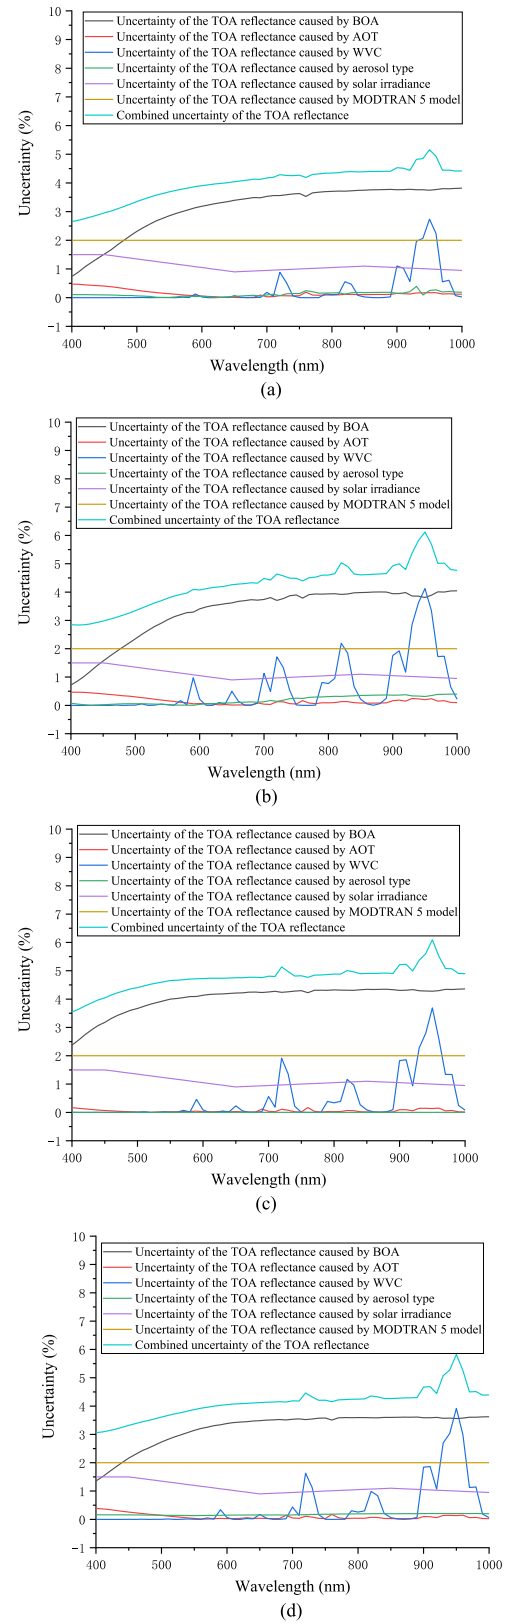 10
9
8
7
6
5
4
3
2
1
0
-1
Uncertainty (%)
Uncertainty of the TOA reflectance caused by BOA
Uncertainty of the TOA reflectance caused by AOT
Uncertainty of the TOA reflectance caused by WVC
Uncertainty of the TOA reflectance caused by aerosol type
Uncertainty of the TOA reflectance caused by solar irradiance
Uncertainty of the TOA reflectance caused by MODTRAN 5 model
Combined uncertainty of the TOA reflectance
400 500 600 700 800 900 1000
Wavelength (nm)
(a)
10
9
8
7
6
5
4
3
2
1
0
-1
Uncertainty (%)
Uncertainty of the TOA reflectance caused by BOA
Uncertainty of the TOA reflectance caused by AOT
Uncertainty of the TOA reflectance caused by WVC
Uncertainty of the TOA reflectance caused by aerosol type
Uncertainty of the TOA reflectance caused by solar irradiance
Uncertainty of the TOA reflectance caused by MODTRAN 5 model
Combined uncertainty of the TOA reflectance
400 500 600 700 800 900 1000
Wavelength (nm)
(b)
10
9
8
7
6
5
4
3
2
1
0
-1
Uncertainty (%)
Uncertainty of the TOA reflectance caused by BOA
Uncertainty of the TOA reflectance caused by AOT
Uncertainty of the TOA reflectance caused by WVC
Uncertainty of the TOA reflectance caused by aerosol type
Uncertainty of the TOA reflectance caused by solar irradiance
Uncertainty of the TOA reflectance caused by MODTRAN 5 model
Combined uncertainty of the TOA reflectance
400 500 600 700 800 900 1000
Wavelength (nm)
(c)
10
9
8
7
6
5
4
3
2
1
0
-1
Uncertainty (%)
Uncertainty of the TOA reflectance caused by BOA
Uncertainty of the TOA reflectance caused by AOT
Uncertainty of the TOA reflectance caused by WVC
Uncertainty of the TOA reflectance caused by aerosol type
Uncertainty of the TOA reflectance caused by solar irradiance
Uncertainty of the TOA reflectance caused by MODTRAN 5 model
Combined uncertainty of the TOA reflectance
400 500 600 700 800 900 1000
Wavelength (nm)
(d)